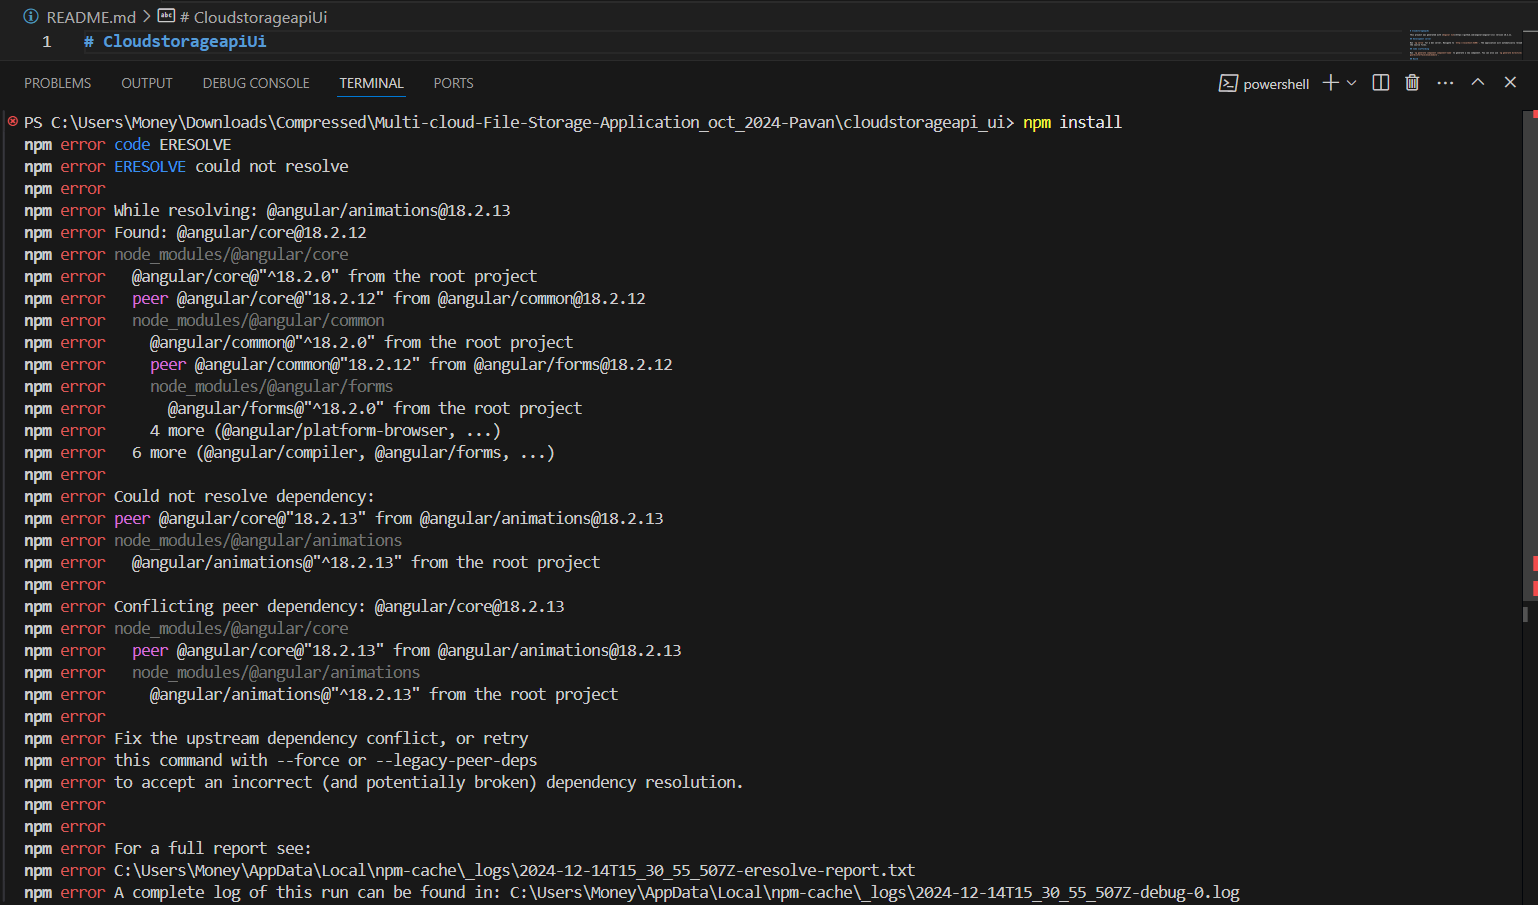 README.md > # CloudstorageapiUi
1 # CloudstorageapiUi
PROBLEMS OUTPUT DEBUG CONSOLE TERMINAL PORTS powershell
PS C:\Users\Money\Downloads\Compressed\Multi-cloud-File-Storage-Application_oct_2024-Pavan\cloudstorageapi_ui> npm install
npm error code ERESOLVE
npm error ERESOLVE could not resolve
npm error
npm error While resolving: @angular/animations@18.2.13
npm error Found: @angular/core@18.2.12
npm error node_modules/@angular/core
npm error   @angular/core@"^18.2.0" from the root project
npm error   peer @angular/core@"18.2.12" from @angular/common@18.2.12
npm error   node_modules/@angular/common
npm error     @angular/common@"^18.2.0" from the root project
npm error     peer @angular/common@"18.2.12" from @angular/forms@18.2.12
npm error     node_modules/@angular/forms
npm error       @angular/forms@"^18.2.0" from the root project
npm error     4 more (@angular/platform-browser, ...)
npm error   6 more (@angular/compiler, @angular/forms, ...)
npm error
npm error Could not resolve dependency:
npm error peer @angular/core@"18.2.13" from @angular/animations@18.2.13
npm error node_modules/@angular/animations
npm error   @angular/animations@"^18.2.13" from the root project
npm error
npm error Conflicting peer dependency: @angular/core@18.2.13
npm error node_modules/@angular/core
npm error   peer @angular/core@"18.2.13" from @angular/animations@18.2.13
npm error   node_modules/@angular/animations
npm error     @angular/animations@"^18.2.13" from the root project
npm error
npm error Fix the upstream dependency conflict, or retry
npm error this command with --force or --legacy-peer-deps
npm error to accept an incorrect (and potentially broken) dependency resolution.
npm error
npm error
npm error For a full report see:
npm error C:\Users\Money\AppData\Local\npm-cache\_logs\2024-12-14T15_30_55_507Z-eresolve-report.txt
npm error A complete log of this run can be found in: C:\Users\Money\AppData\Local\npm-cache\_logs\2024-12-14T15_30_55_507Z-debug-0.log